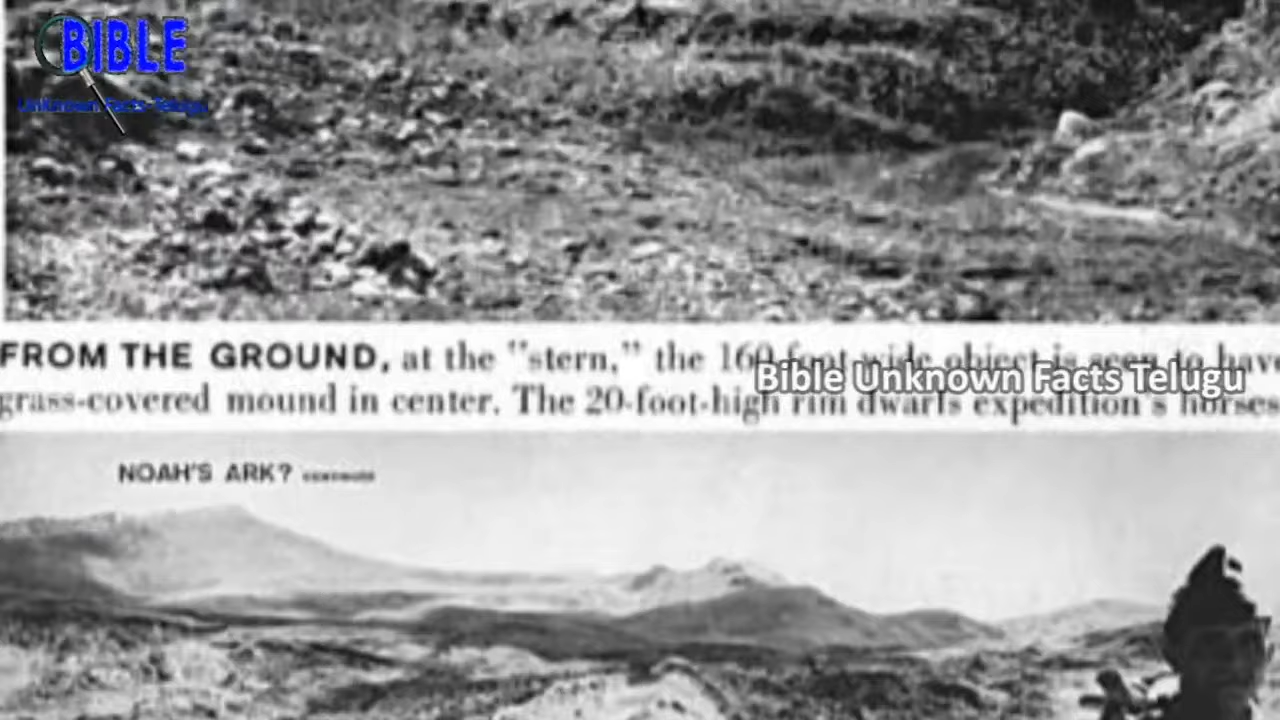 BIBLE
Unknown Facts Telugu
FROM THE GROUND, at the "stern," the 160-foot-wide object is seen to have
Bible Unknown Facts Telugu
grass-covered mound in center. The 20-foot-high rim dwarfs expedition's horses
NOAH'S ARK?